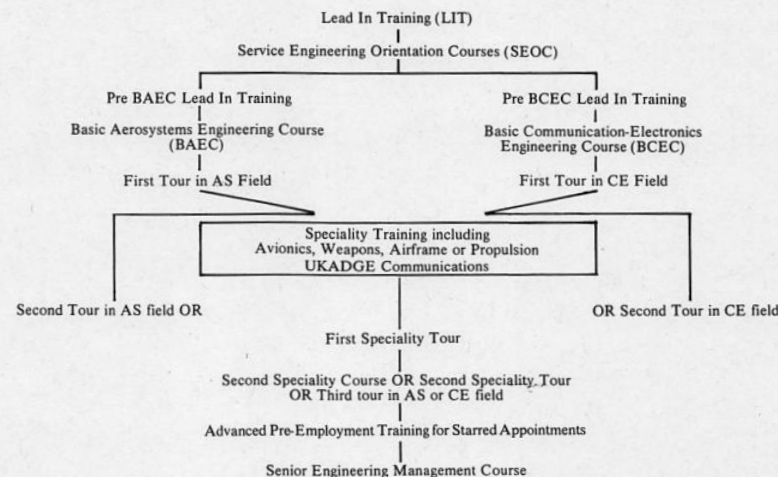 Lead In Training (LIT)
Service Engineering Orientation Courses (SEOC)
Pre BAEC Lead In Training
Basic Aerosystems Engineering Course
(BAEC)
First Tour in AS Field
Pre BCEC Lead In Training
Basic Communication-Electronics
Engineering Course (BCEC)
First Tour in CE Field
Speciality Training including
Avionics, Weapons, Airframe or Propulsion
UKADGE Communications
Second Tour in AS field OR
OR Second Tour in CE field
First Speciality Tour
Second Speciality Course OR Second Speciality Tour
OR Third tour in AS or CE field
Advanced Pre-Employment Training for Starred Appointments
Senior Engineering Management Course